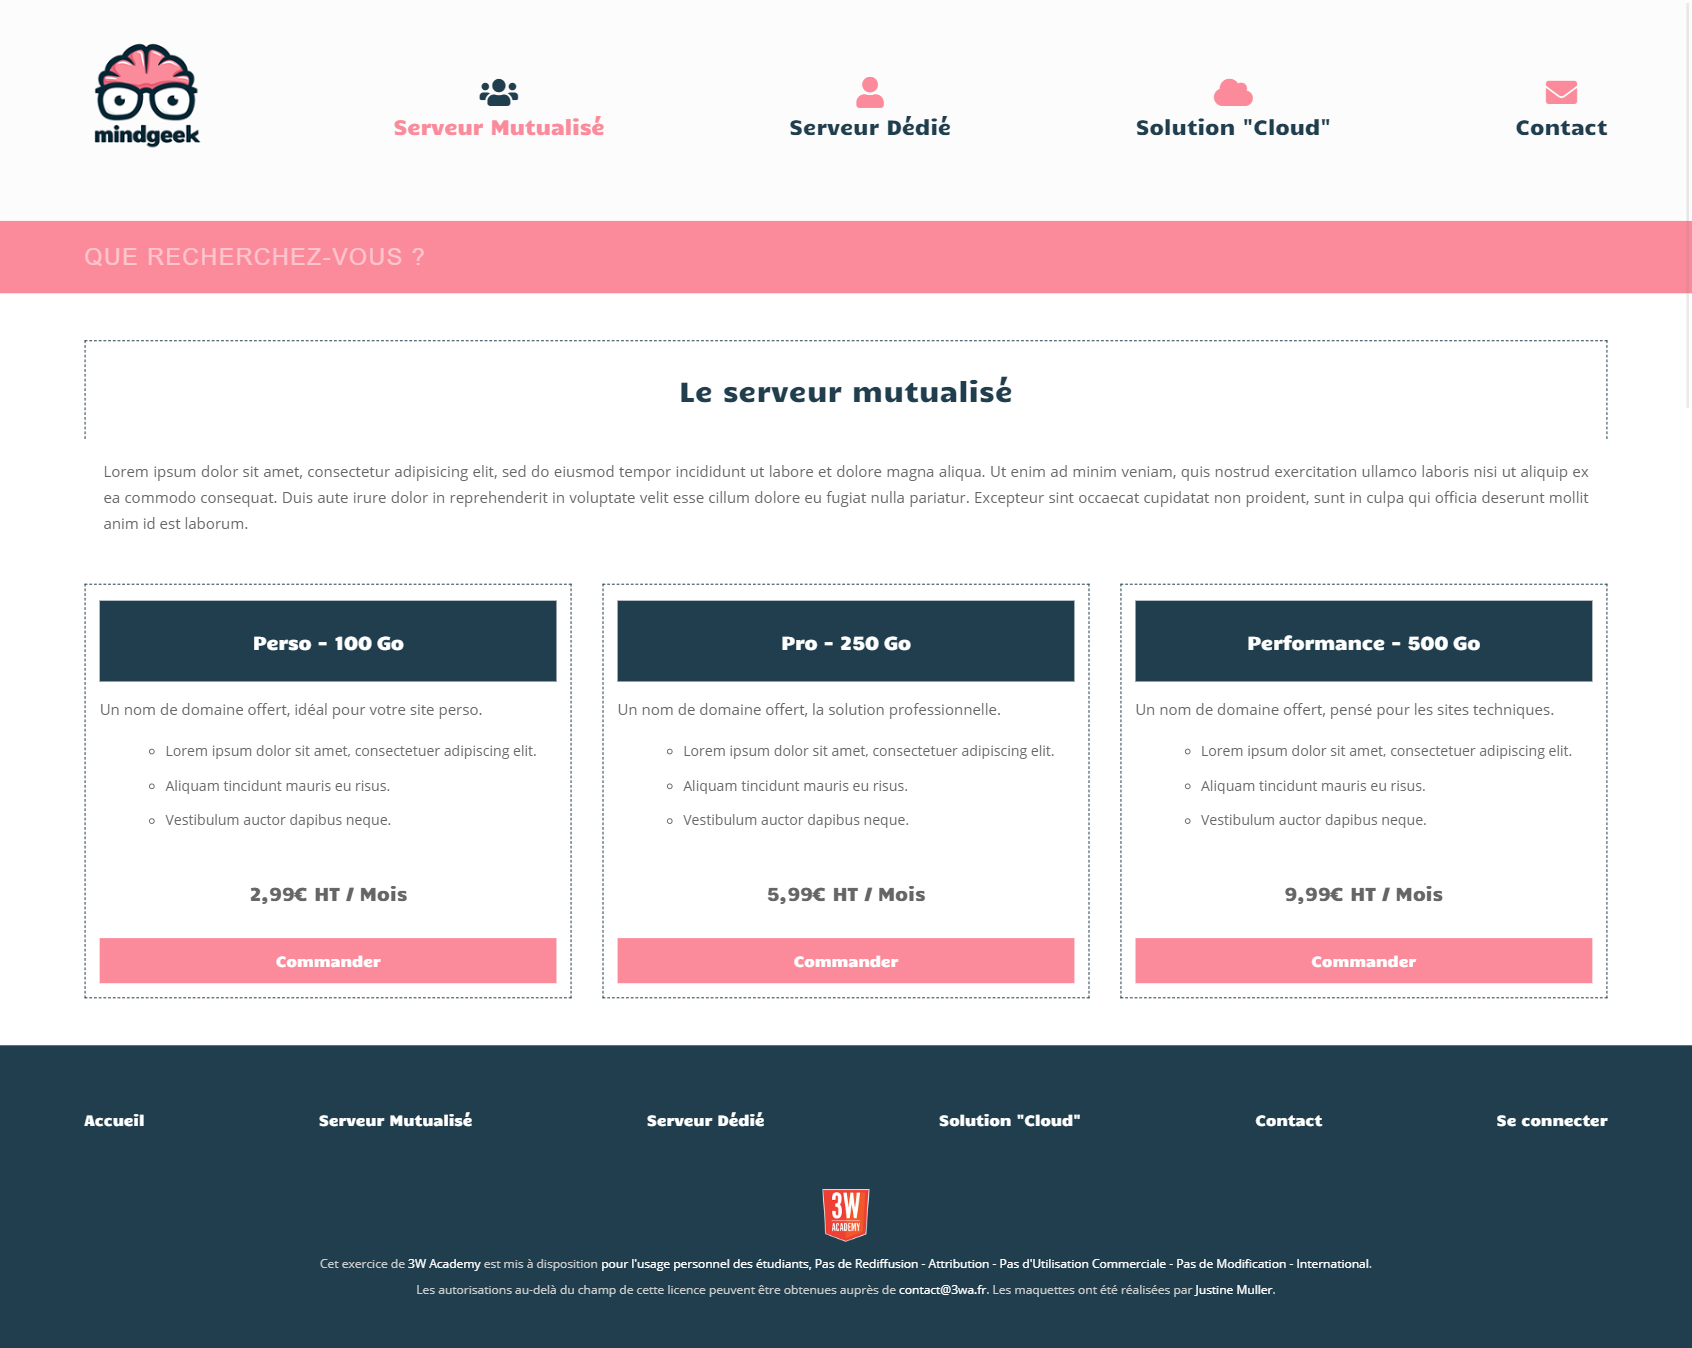 mindgeek
Serveur Mutualisé
Serveur Dédié
Solution "Cloud"
Contact
QUE RECHERCHEZ-VOUS ?
Le serveur mutualisé
Lorem ipsum dolor sit amet, consectetur adipisicing elit, sed do eiusmod tempor incididunt ut labore et dolore magna aliqua. Ut enim ad minim veniam, quis nostrud exercitation ullamco laboris nisi ut aliquip ex
ea commodo consequat. Duis aute irure dolor in reprehenderit in voluptate velit esse cillum dolore eu fugiat nulla pariatur. Excepteur sint occaecat cupidatat non proident, sunt in culpa qui officia deserunt mollit
anim id est laborum.
Perso - 100 Go
Un nom de domaine offert, idéal pour votre site perso.
Lorem ipsum dolor sit amet, consectetuer adipiscing elit.
Aliquam tincidunt mauris eu risus.
Vestibulum auctor dapibus neque.
2,99€ HT / Mois
Commander
Pro - 250 Go
Un nom de domaine offert, la solution professionnelle.
Lorem ipsum dolor sit amet, consectetuer adipiscing elit.
Aliquam tincidunt mauris eu risus.
Vestibulum auctor dapibus neque.
5,99€ HT / Mois
Commander
Performance - 500 Go
Un nom de domaine offert, pensé pour les sites techniques.
Lorem ipsum dolor sit amet, consectetuer adipiscing elit.
Aliquam tincidunt mauris eu risus.
Vestibulum auctor dapibus neque.
9,99€ HT / Mois
Commander
Accueil
Serveur Mutualisé
Serveur Dédié
Solution "Cloud"
Contact
Se connecter
3W
ACADEMY
Cet exercice de 3W Academy est mis à disposition pour l'usage personnel des étudiants, Pas de Rediffusion - Attribution - Pas d'Utilisation Commerciale - Pas de Modification - International.
Les autorisations au-delà du champ de cette licence peuvent être obtenues auprès de contact@3wa.fr. Les maquettes ont été réalisées par Justine Muller.